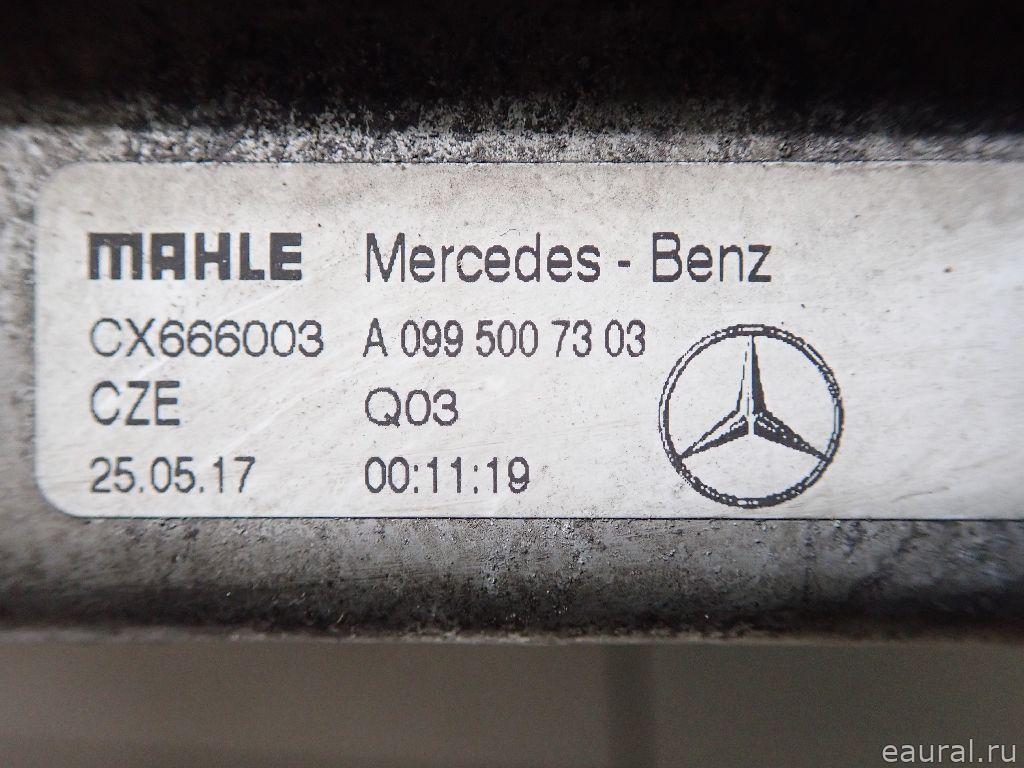 MAHLE Mercedes - Benz
CX666003 A 099 500 73 03
CZE Q03
25.05.17 00:11:19
eaural.ru